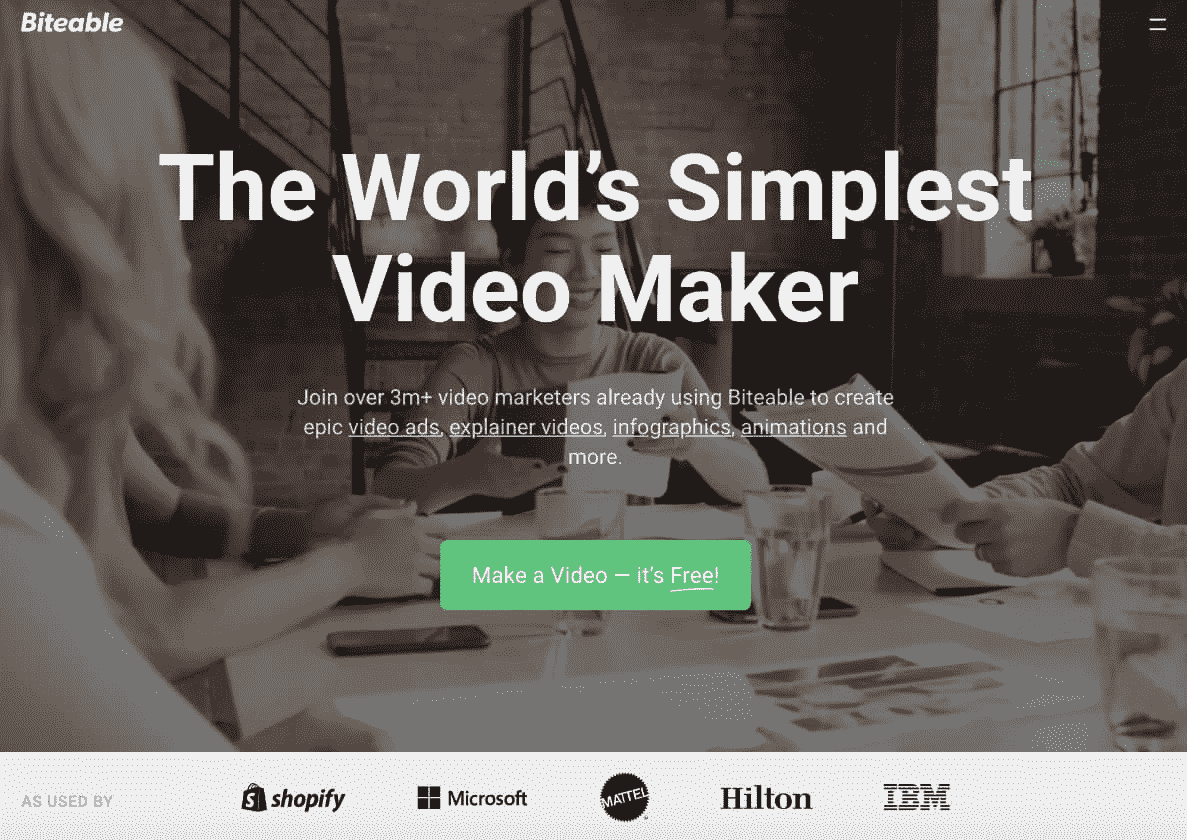 Biteable
The World’s Simplest
Video Maker
Join over 3m+ video marketers already using Biteable to create
epic video ads, explainer videos, infographics, animations and
more.
Make a Video — it’s Free!
AS USED BY
shopify
Microsoft
MATTEL
Hilton
IBM